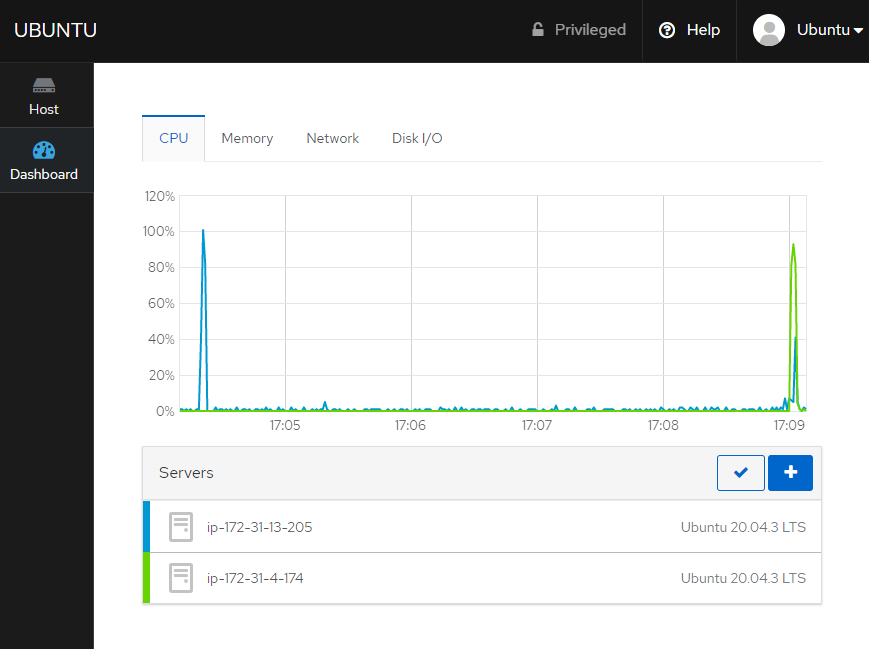 UBUNTU
Privileged
Help
Ubuntu
Host
Dashboard
CPU Memory Network Disk I/O
120%
100%
80%
60%
40%
20%
0%
17:05 17:06 17:07 17:08 17:09
Servers
ip-172-31-13-205 Ubuntu 20.04.3 LTS
ip-172-31-4-174 Ubuntu 20.04.3 LTS